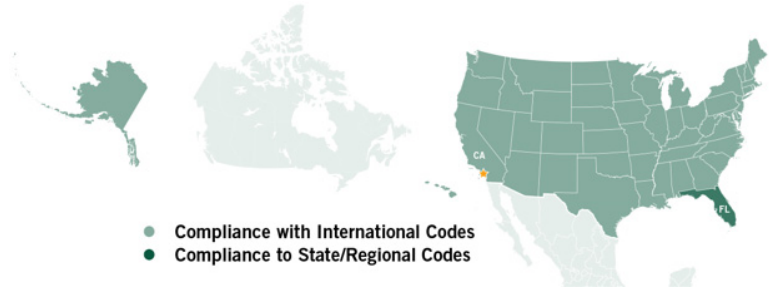 CA
FL
Compliance with International Codes
Compliance to State/Regional Codes